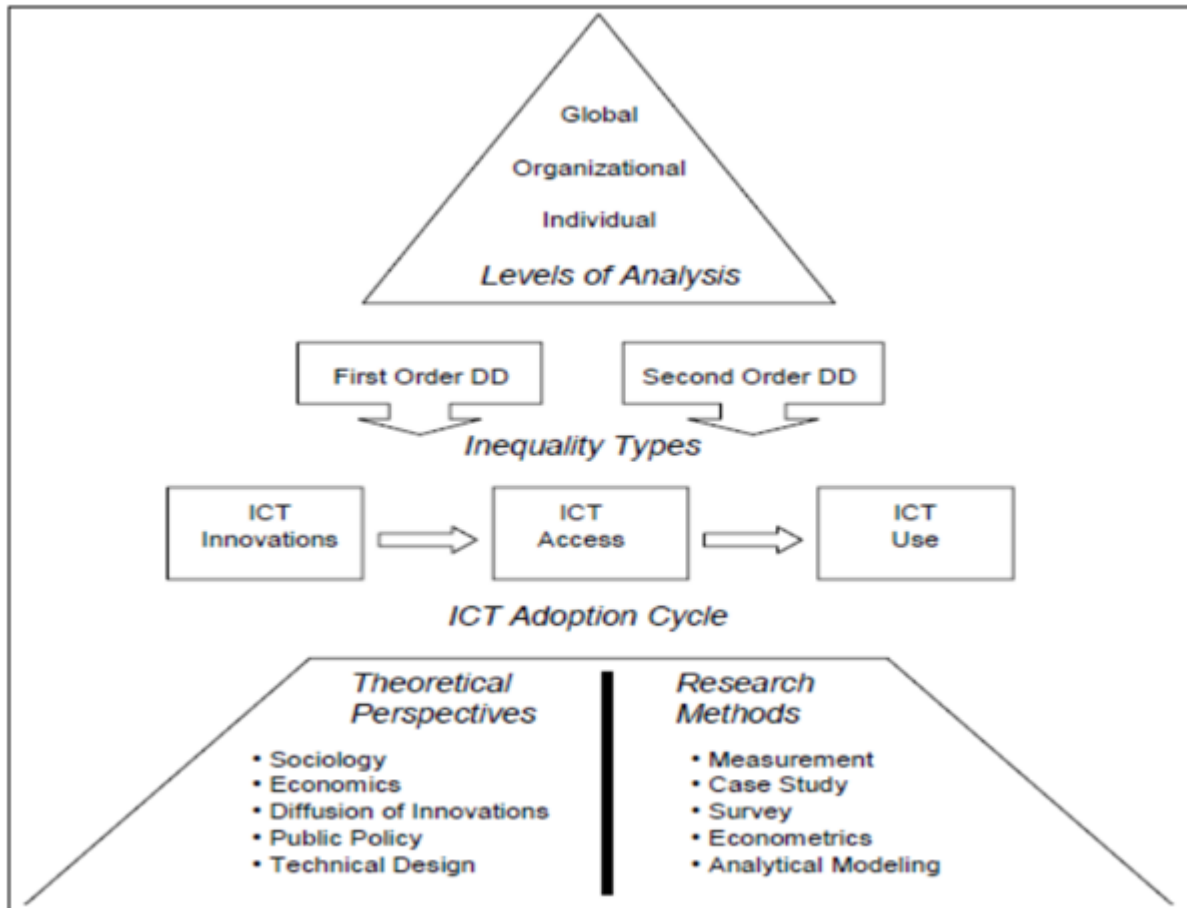 Global
Organizational
Individual
Levels of Analysis
First Order DD
Second Order DD
Inequality Types
ICT
Innovations
ICT
Access
ICT
Use
ICT Adoption Cycle
Theoretical
Perspectives
• Sociology
• Economics
• Diffusion of Innovations
• Public Policy
• Technical Design
Research
Methods
• Measurement
• Case Study
• Survey
• Econometrics
• Analytical Modeling